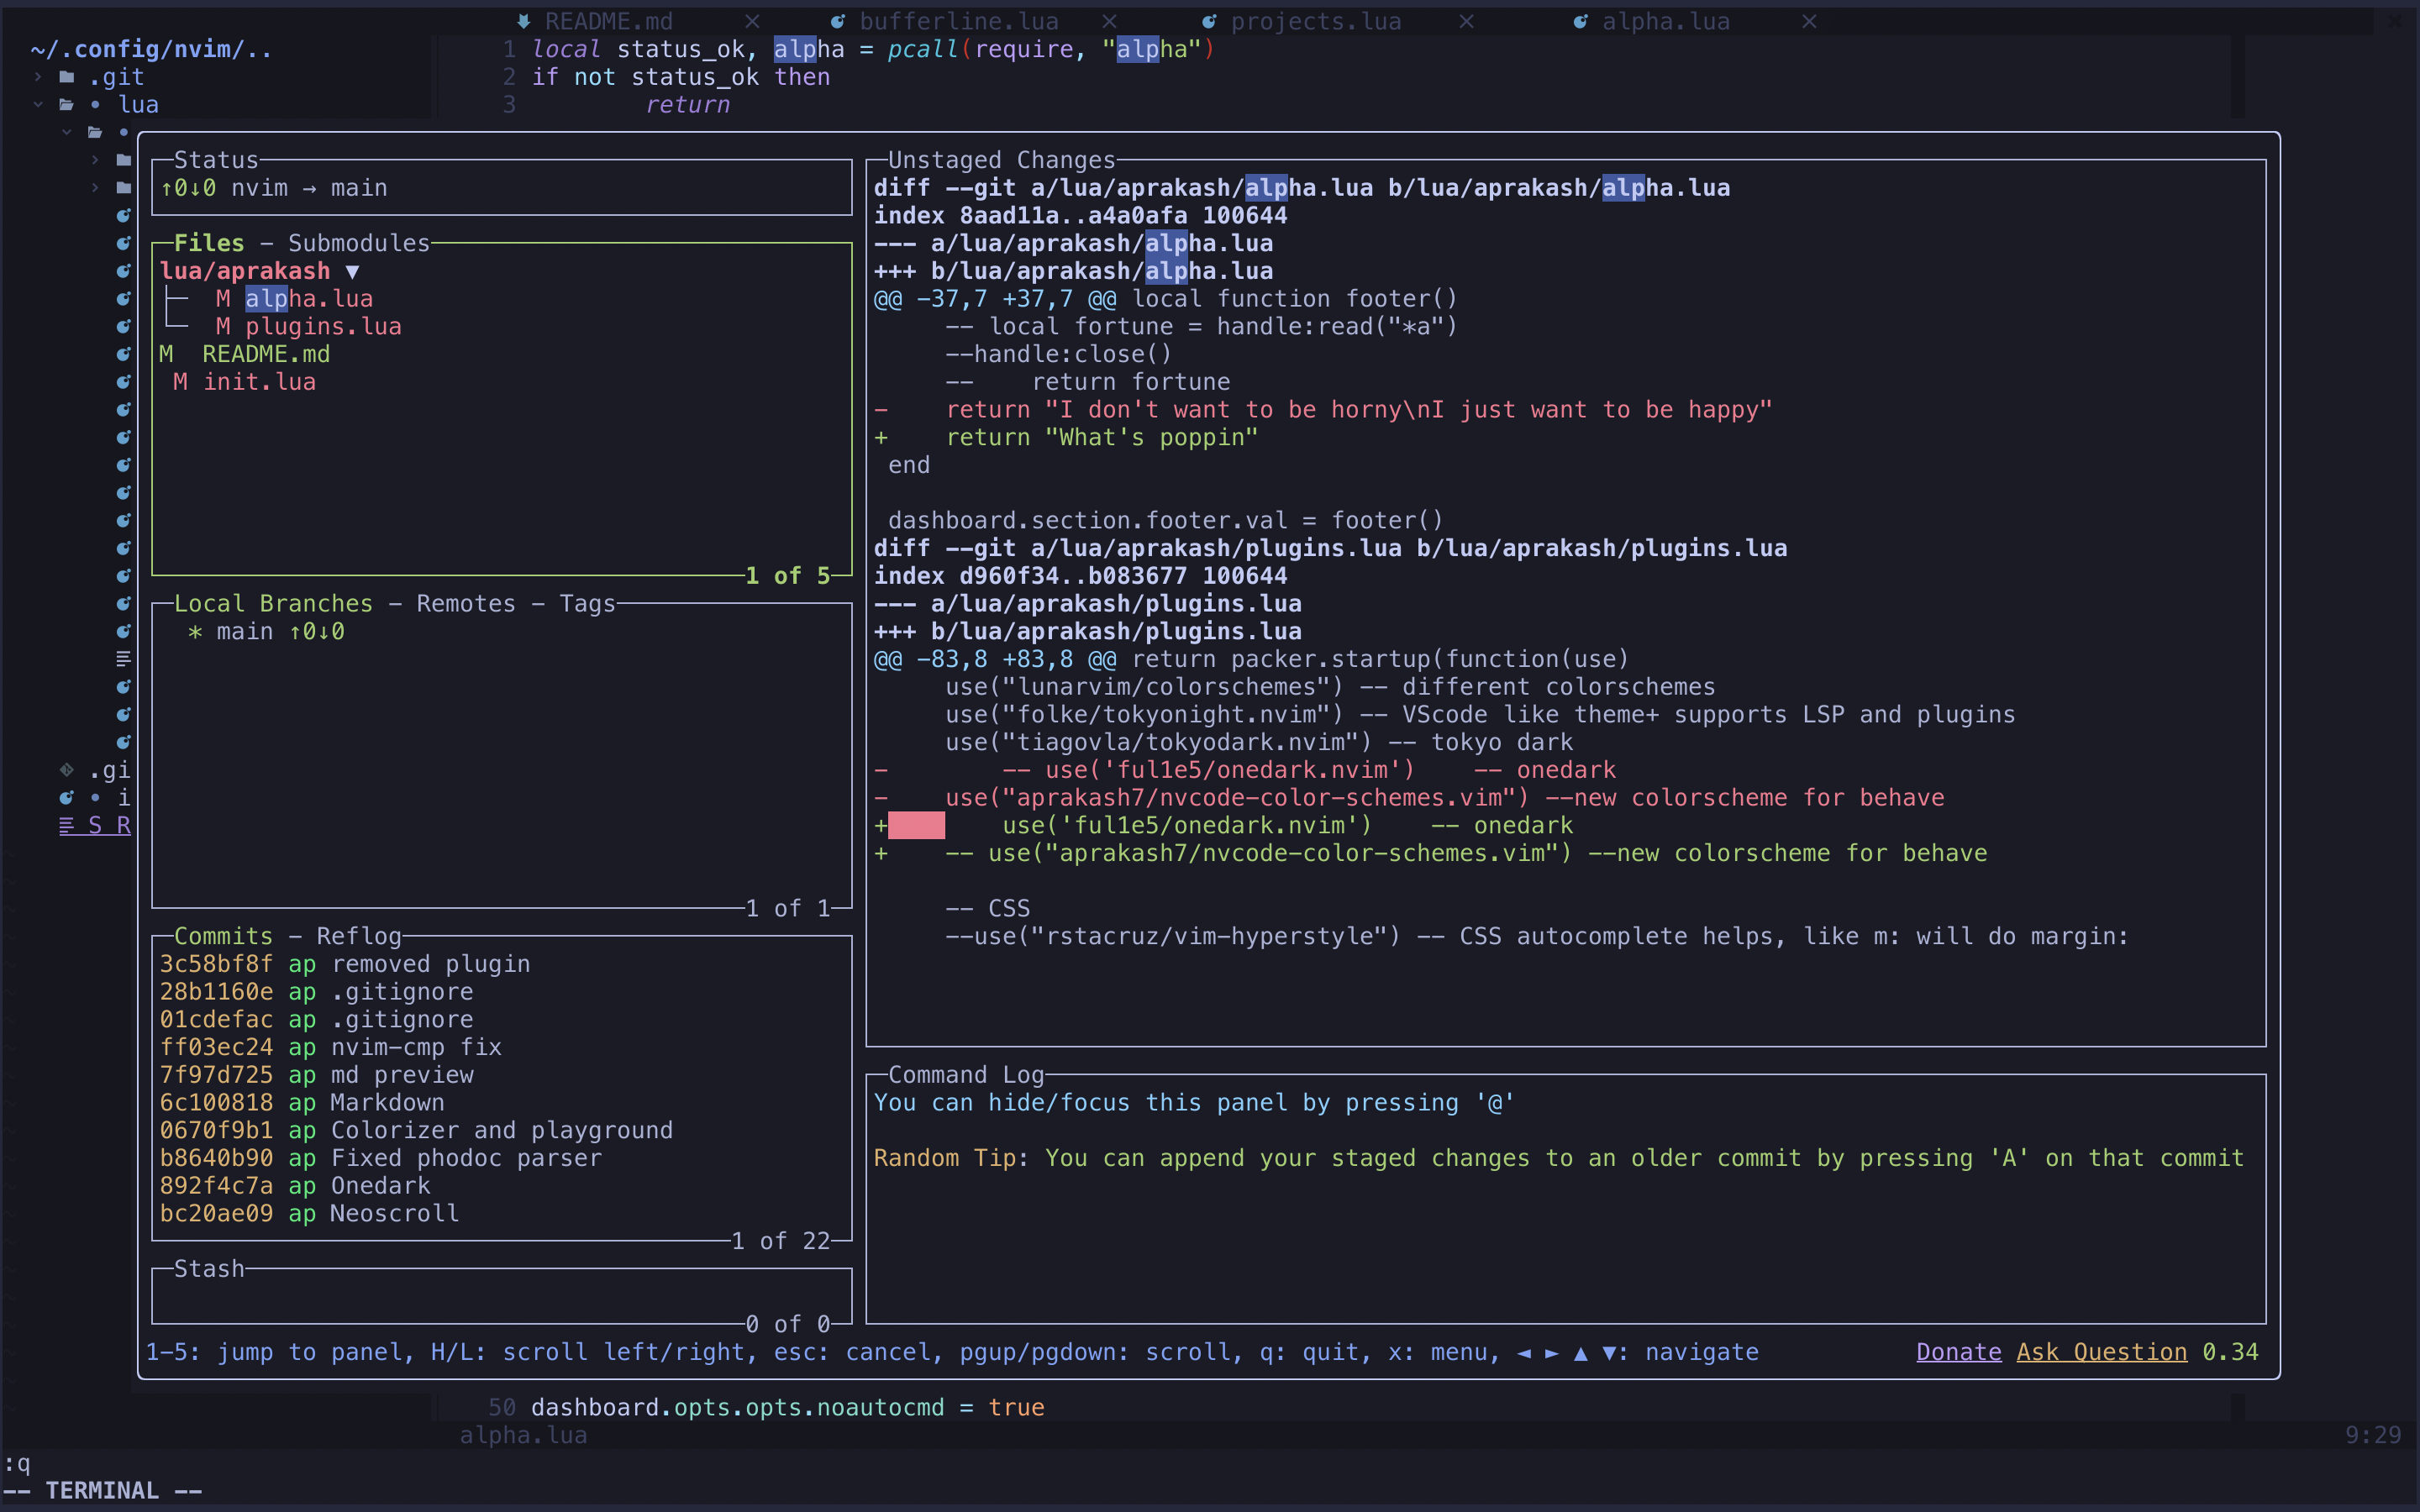 README.md bufferline.lua projects.lua alpha.lua
~/.config/nvim/..
.git
lua
1 local status_ok, alpha = pcall(require, "alpha")
2 if not status_ok then
3 return
Status
↑0↓0 nvim → main
Files - Submodules
lua/aprakash ▼
M alpha.lua
M plugins.lua
M README.md
M init.lua
1 of 5
Local Branches - Remotes - Tags
* main ↑0↓0
1 of 1
Commits - Reflog
3c58bf8f ap removed plugin
28b1160e ap .gitignore
01cdefac ap .gitignore
ff03ec24 ap nvim-cmp fix
7f97d725 ap md preview
6c100818 ap Markdown
0670f9b1 ap Colorizer and playground
b8640b90 ap Fixed phodoc parser
892f4c7a ap Onedark
bc20ae09 ap Neoscroll
1 of 22
Stash
0 of 0
Unstaged Changes
diff --git a/lua/aprakash/alpha.lua b/lua/aprakash/alpha.lua
index 8aad11a..a4a0afa 100644
--- a/lua/aprakash/alpha.lua
+++ b/lua/aprakash/alpha.lua
@@ -37,7 +37,7 @@ local function footer()
-- local fortune = handle:read("*a")
--handle:close()
-- return fortune
- return "I don't want to be horny\nI just want to be happy"
+ return "What's poppin"
end
dashboard.section.footer.val = footer()
diff --git a/lua/aprakash/plugins.lua b/lua/aprakash/plugins.lua
index d960f34..b083677 100644
--- a/lua/aprakash/plugins.lua
+++ b/lua/aprakash/plugins.lua
@@ -83,8 +83,8 @@ return packer.startup(function(use)
use("lunarvim/colorschemes") -- different colorschemes
use("folke/tokyonight.nvim") -- VScode like theme+ supports LSP and plugins
use("tiagovla/tokyodark.nvim") -- tokyo dark
- -- use('ful1e5/onedark.nvim') -- onedark
- use("aprakash7/nvcode-color-schemes.vim") --new colorscheme for behave
+ use('ful1e5/onedark.nvim') -- onedark
+ -- use("aprakash7/nvcode-color-schemes.vim") --new colorscheme for behave
-- CSS
--use("rstacruz/vim-hyperstyle") -- CSS autocomplete helps, like m: will do margin:
Command Log
You can hide/focus this panel by pressing '@'
Random Tip: You can append your staged changes to an older commit by pressing 'A' on that commit
.gi
i
S R
1-5: jump to panel, H/L: scroll left/right, esc: cancel, pgup/pgdown: scroll, q: quit, x: menu, ◄ ► ▲ ▼: navigate Donate Ask Question 0.34
50 dashboard.opts.opts.noautocmd = true
alpha.lua 9:29
:q
-- TERMINAL --